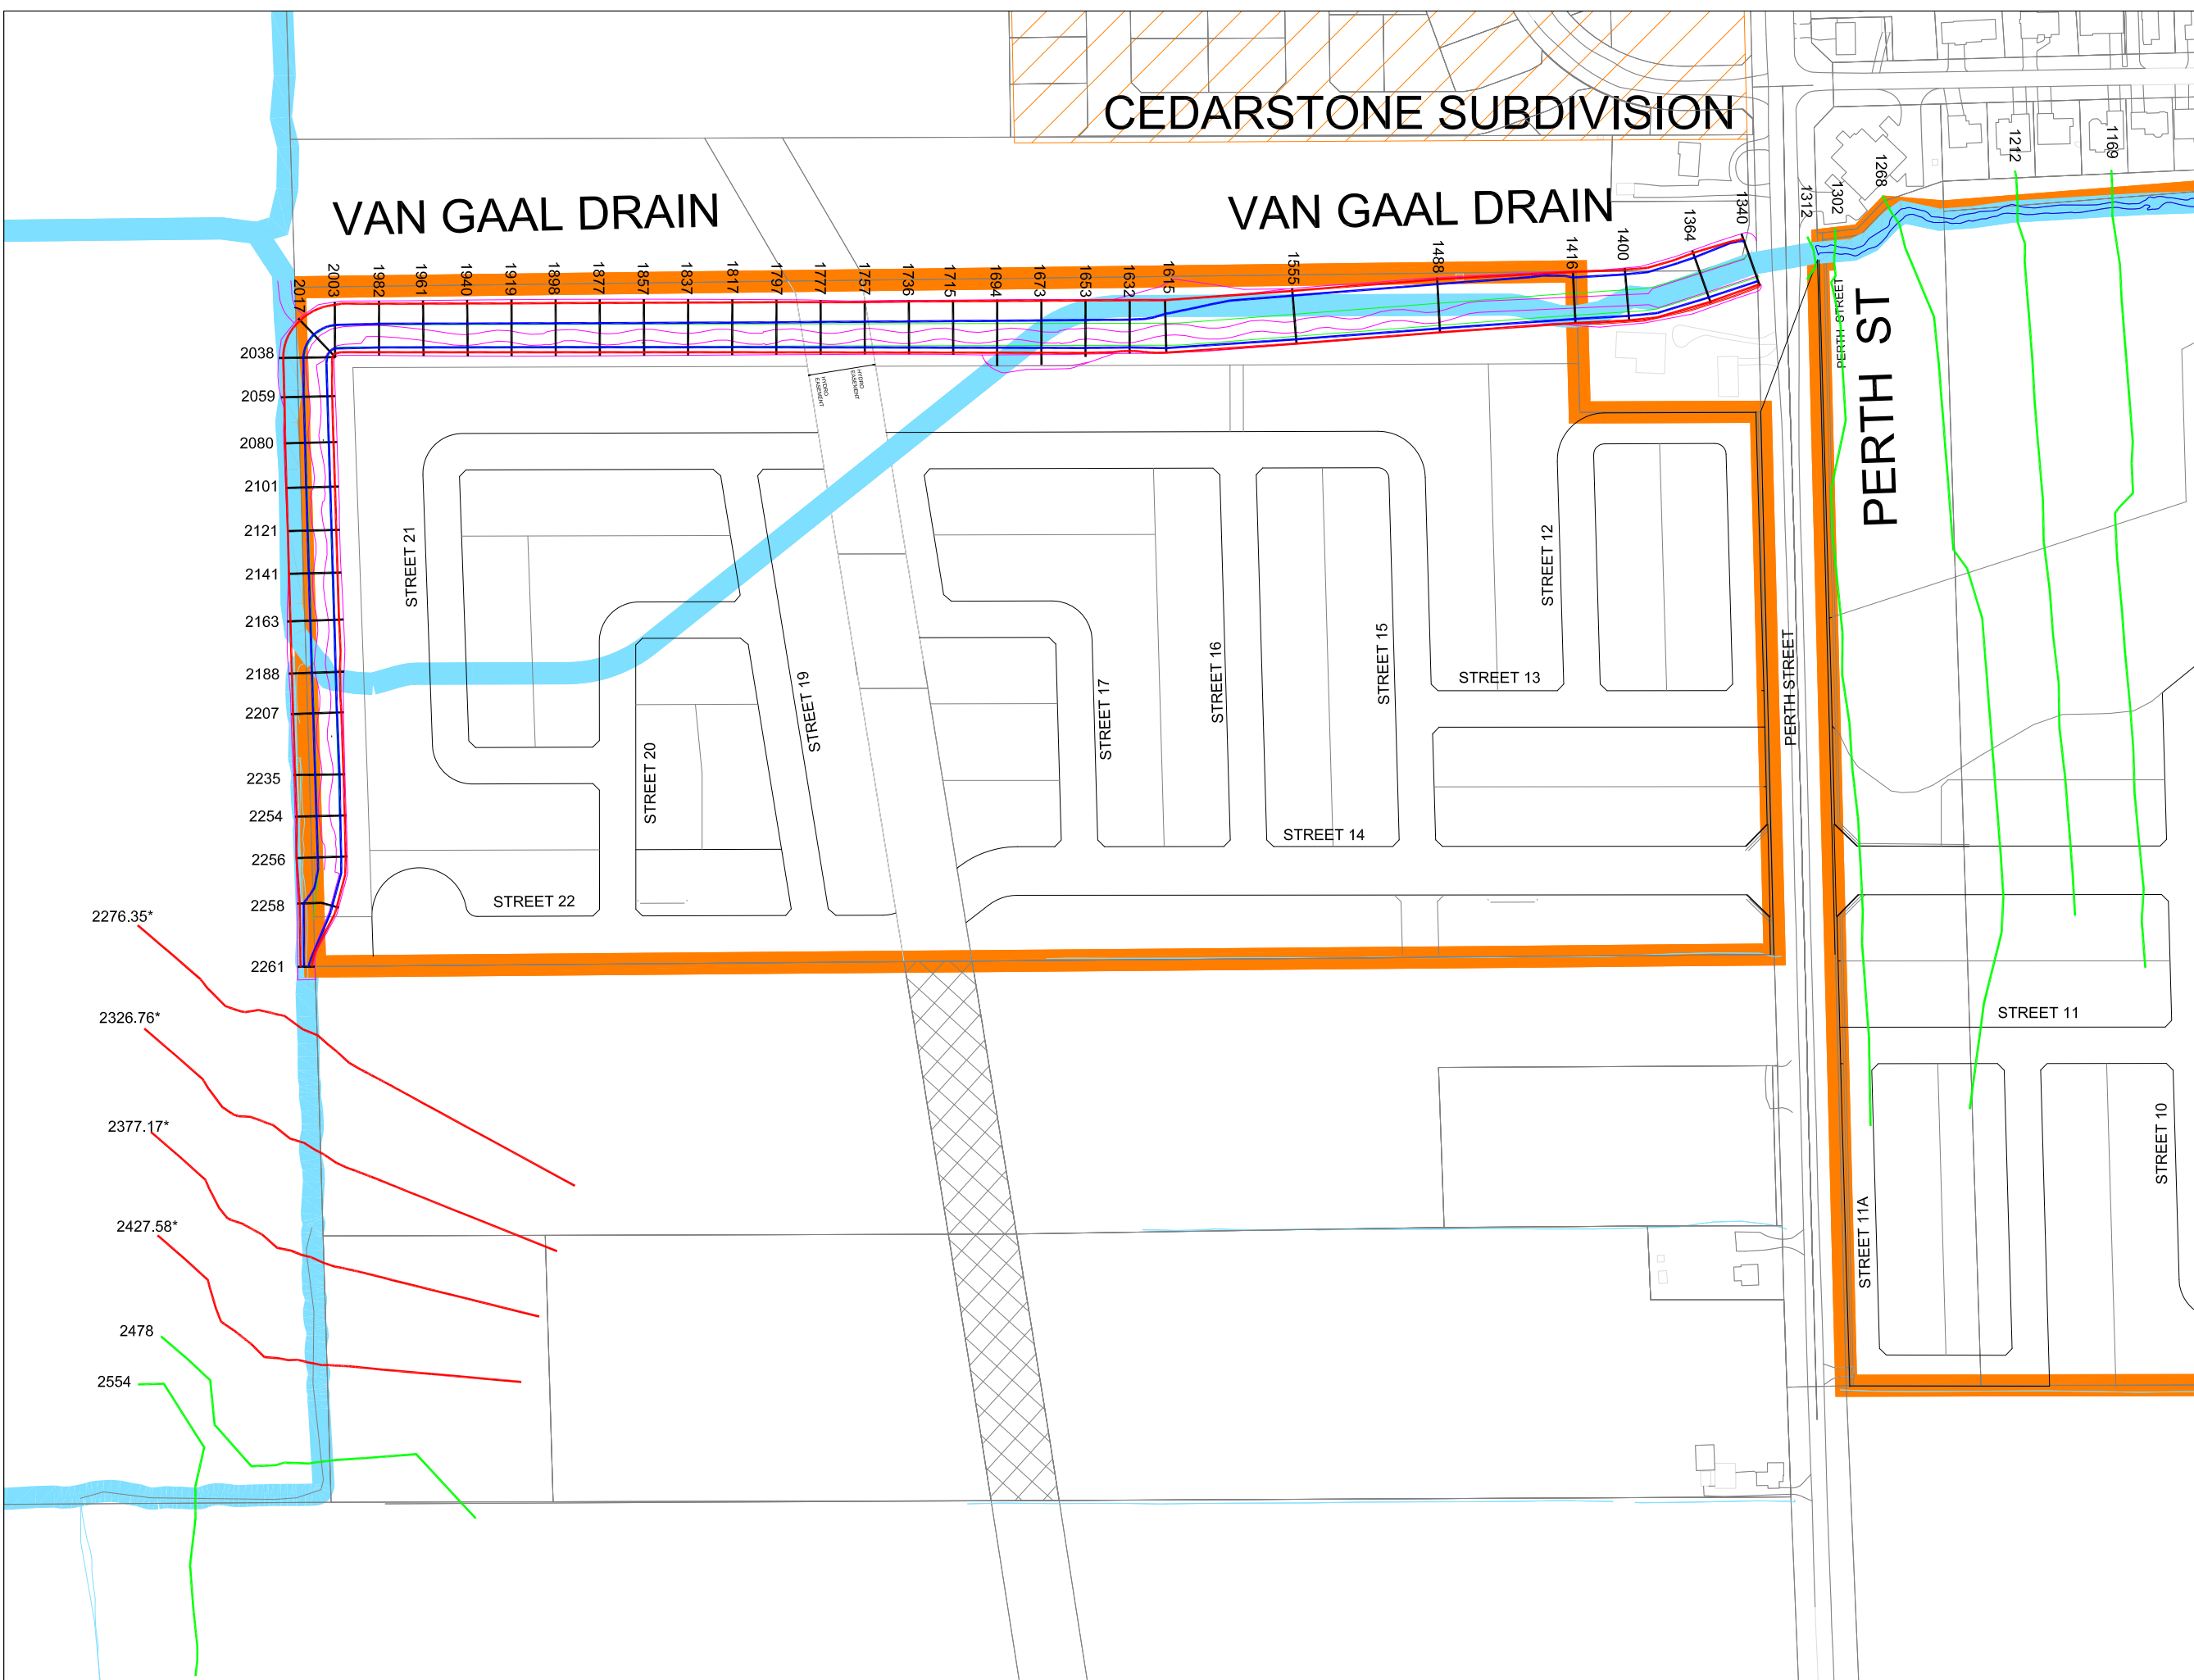 CEDARSTONE SUBDIVISION
VAN GAAL DRAIN
VAN GAAL DRAIN
2017
2003
1982
1961
1940
1919
1898
1877
1857
1837
1817
1797
1777
1757
1736
1715
1694
1673
1653
1632
1615
1555
1488
1416
1400
1364
1340
1312
1302
1268
1212
1169
PERTH STREET
PERTH ST
HYDRO
EASEMENT
HYDRO
EASEMENT
2038
2059
2080
2101
2121
2141
2163
2188
2207
2235
2254
2256
2258
2261
2276.35*
2326.76*
2377.17*
2427.58*
2478
2554
STREET 21
STREET 20
STREET 19
STREET 22
STREET 17
STREET 16
STREET 15
STREET 14
STREET 13
STREET 12
PERTH STREET
STREET 11
STREET 11A
STREET 10